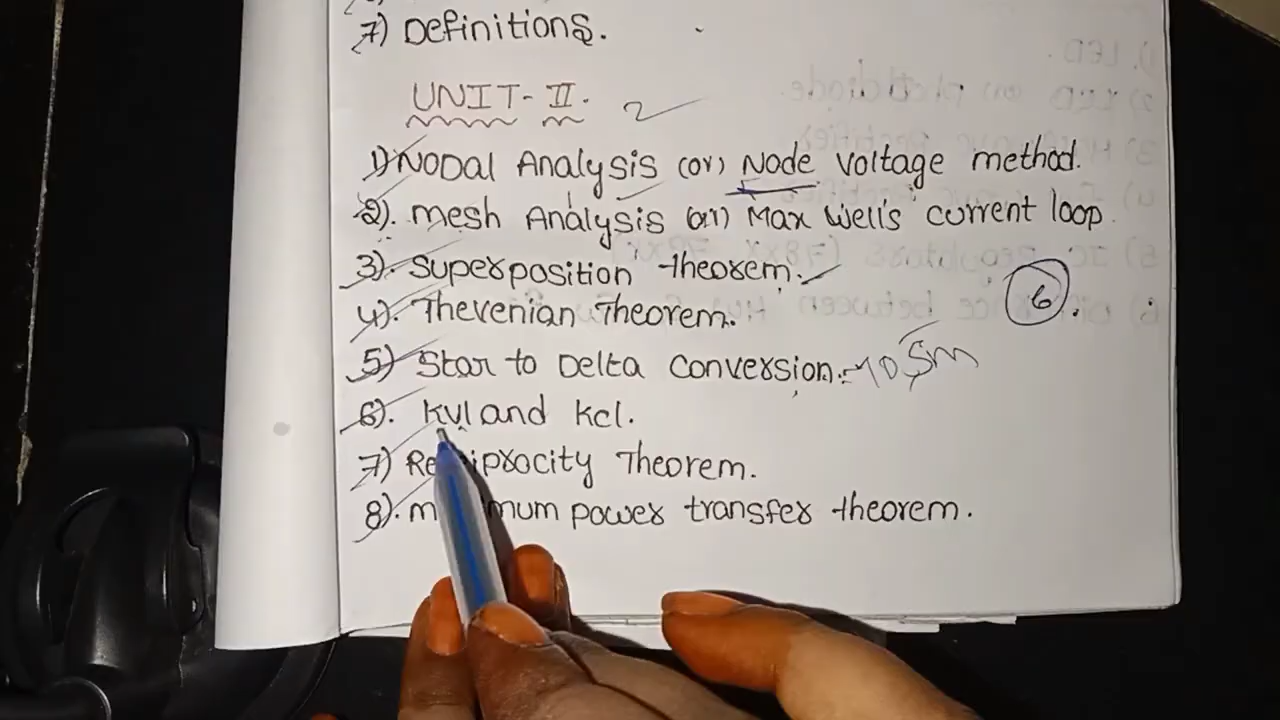 7) Definitions.
UNIT - II. 2
1) Nodal Analysis (or) Node voltage method.
2). mesh Analysis (or) Max well's current loop.
3). superposition theorem.
4). Thevenian Theorem.
6.
5) Star to Delta conversion. 5m
6). kvl and kcl.
7) Reciprocity Theorem.
8). maximum power transfer theorem.